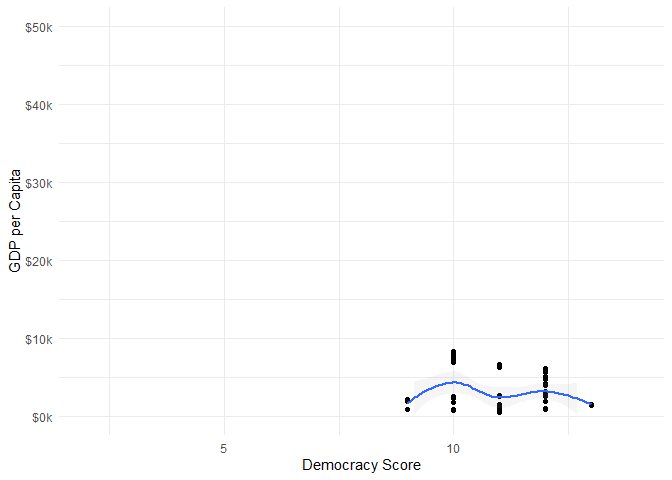 $50k
$40k
GDP per Capita
$30k
$20k
$10k
$0k
5
10
Democracy Score